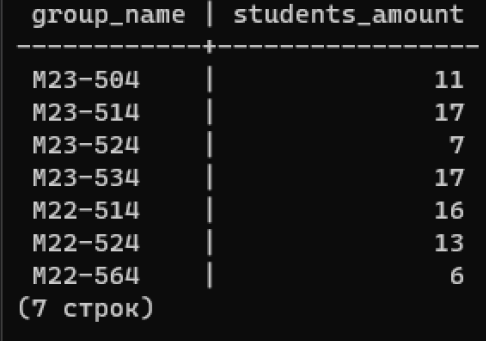 group_name | students_amount
------------+-----------------
M23-504 | 11
M23-514 | 17
M23-524 | 7
M23-534 | 17
M22-514 | 16
M22-524 | 13
M22-564 | 6
(7 строк)